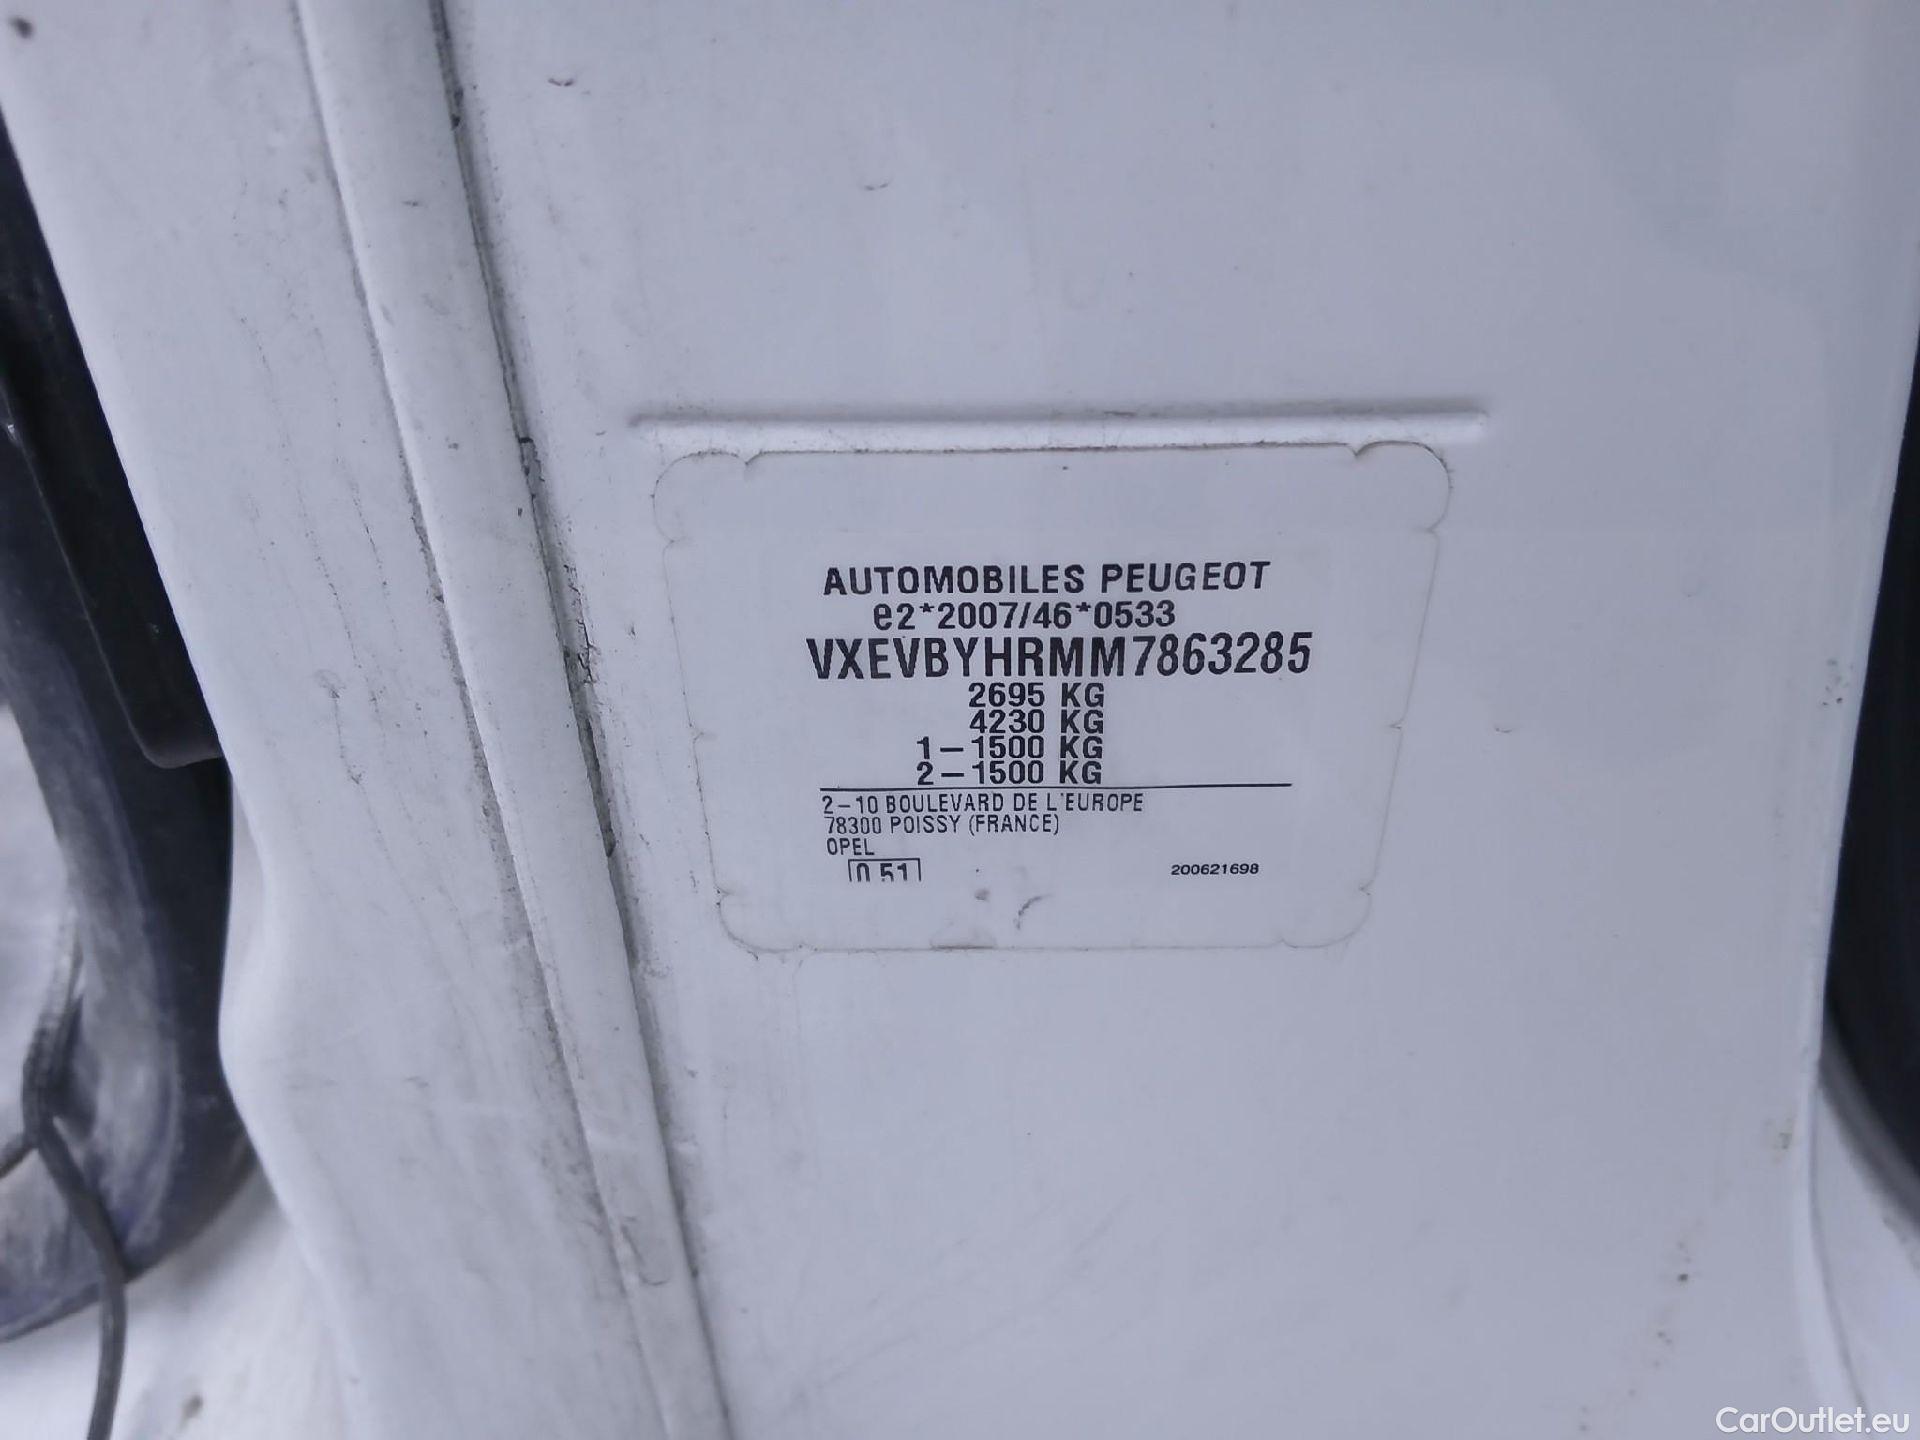 AUTOMOBILES PEUGEOT
e2*2007/46*0533
VXEVBYHRMM7863285
2695 KG
4230 KG
1-1500 KG
2-1500 KG
2-10 BOULEVARD DE L'EUROPE
78300 POISSY (FRANCE)
OPEL
0.51
200621698
CarOutlet.eu